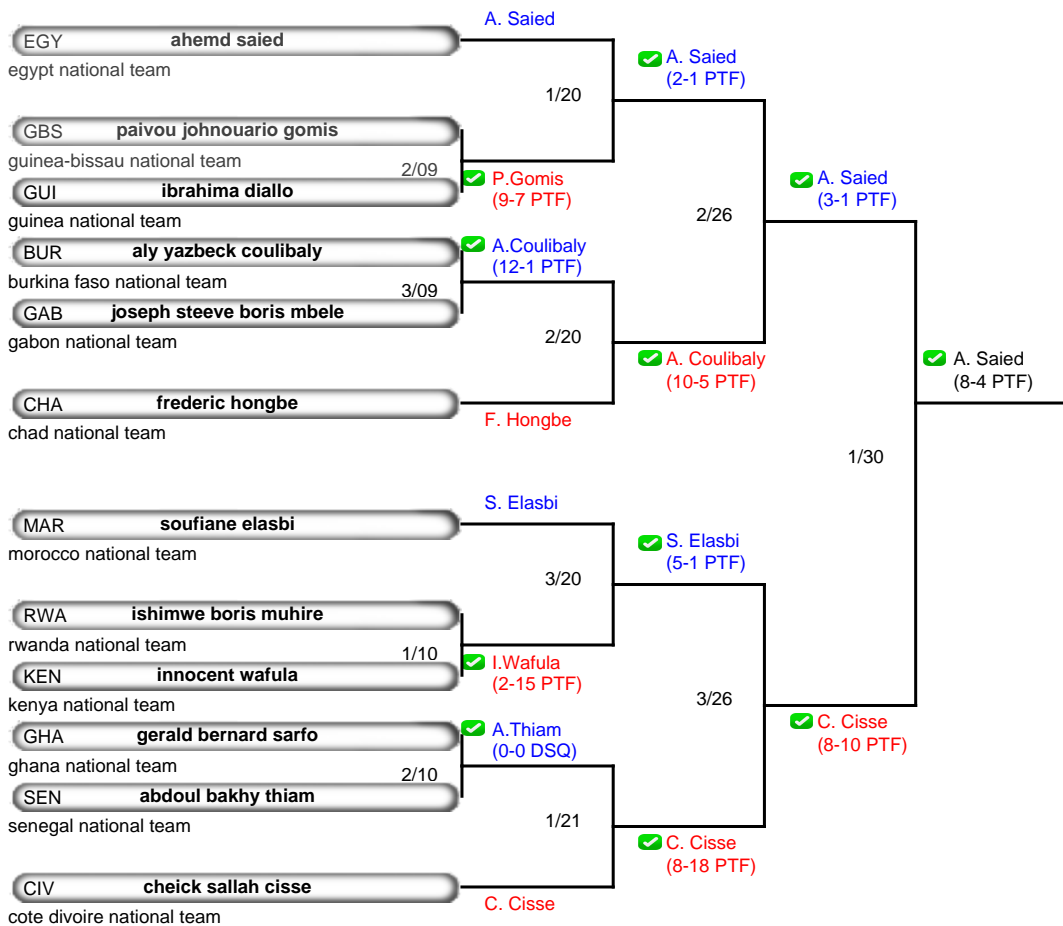 A. Saied
EGY ahemd saied
egypt national team
A. Saied
(2-1 PTF)
1/20
GBS paivou johnouario gomis
guinea-bissau national team
2/09
P.Gomis
(9-7 PTF)
GUI ibrahima diallo
guinea national team
A. Saied
(3-1 PTF)
2/26
BUR aly yazbeck coulibaly
burkina faso national team
A.Coulibaly
(12-1 PTF)
3/09
GAB joseph steeve boris mbele
gabon national team
2/20
A. Coulibaly
(10-5 PTF)
A. Saied
(8-4 PTF)
CHA frederic hongbe
chad national team
F. Hongbe
1/30
S. Elasbi
MAR soufiane elasbi
morocco national team
S. Elasbi
(5-1 PTF)
3/20
RWA ishimwe boris muhire
rwanda national team
1/10
I.Wafula
(2-15 PTF)
KEN innocent wafula
kenya national team
3/26
C. Cisse
(8-10 PTF)
GHA gerald bernard sarfo
ghana national team
A.Thiam
(0-0 DSQ)
2/10
SEN abdoul bakhy thiam
senegal national team
1/21
C. Cisse
(8-18 PTF)
CIV cheick sallah cisse
cote divoire national team
C. Cisse